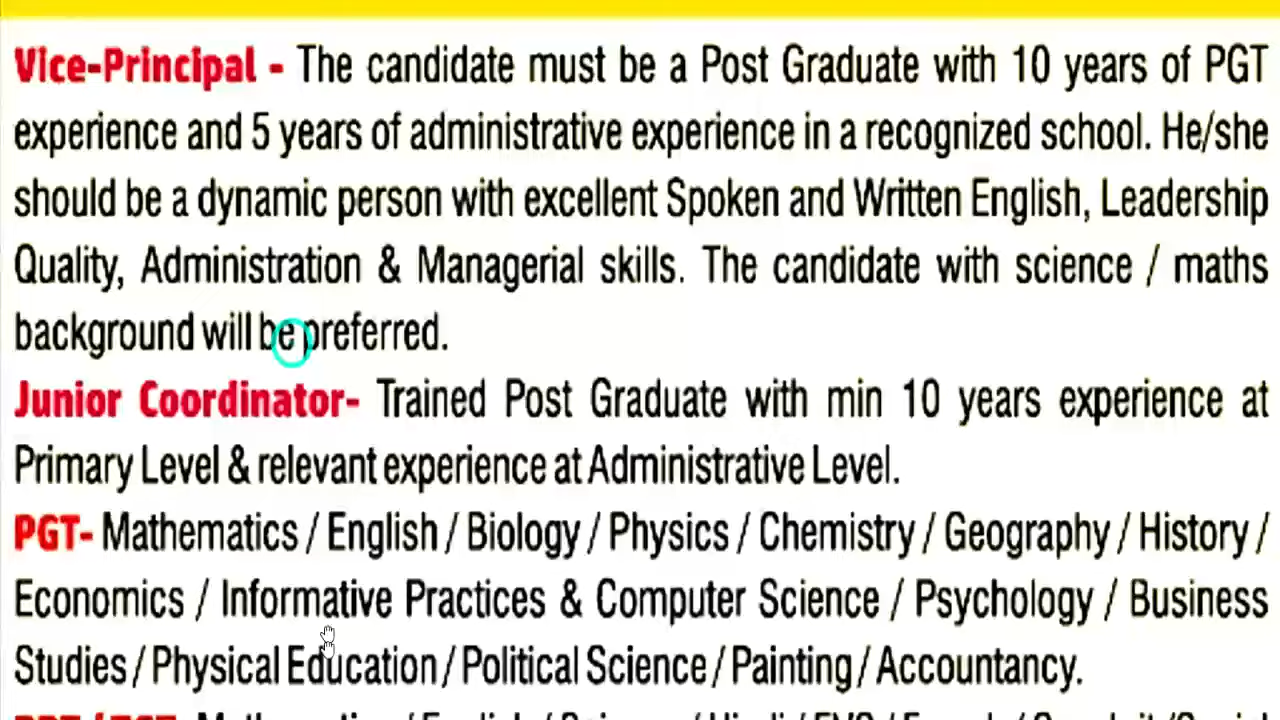 Vice-Principal - The candidate must be a Post Graduate with 10 years of PGT
experience and 5 years of administrative experience in a recognized school. He/she
should be a dynamic person with excellent Spoken and Written English, Leadership
Quality, Administration & Managerial skills. The candidate with science / maths
background will be preferred.
Junior Coordinator- Trained Post Graduate with min 10 years experience at
Primary Level & relevant experience at Administrative Level.
PGT- Mathematics / English / Biology / Physics / Chemistry / Geography / History /
Economics / Informative Practices & Computer Science / Psychology / Business
Studies / Physical Education / Political Science / Painting / Accountancy.